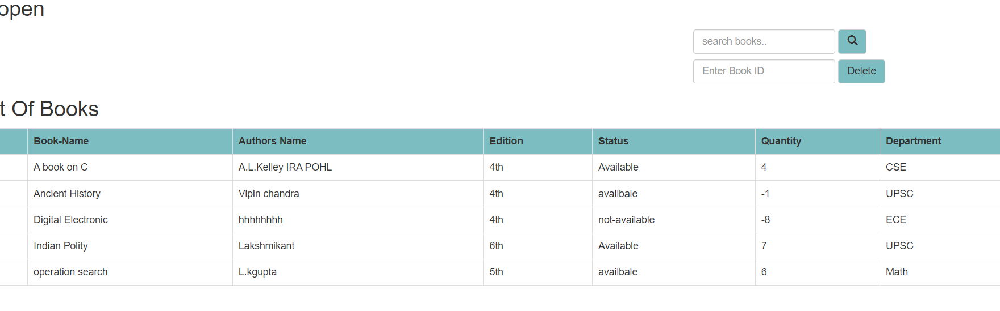 open
search books..
Enter Book ID Delete
t Of Books
Book-Name Authors Name Edition Status Quantity Department
A book on C A.L.Kelley IRA POHL 4th Available 4 CSE
Ancient History Vipin chandra 4th availbale -1 UPSC
Digital Electronic hhhhhhhh 4th not-available -8 ECE
Indian Polity Lakshmikant 6th Available 7 UPSC
operation search L.kgupta 5th availbale 6 Math